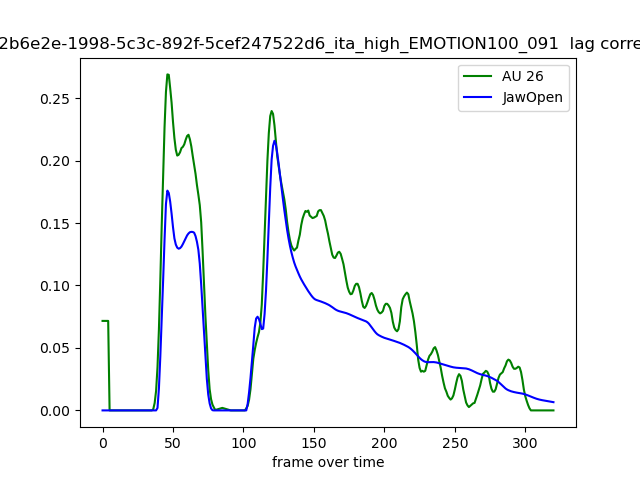 2b6e2e-1998-5c3c-892f-5cef247522d6_ita_high_EMOTION100_091 lag corre
AU 26
JawOpen
0.25
0.20
0.15
0.10
0.05
0.00
0 50 100 150 200 250 300
frame over time